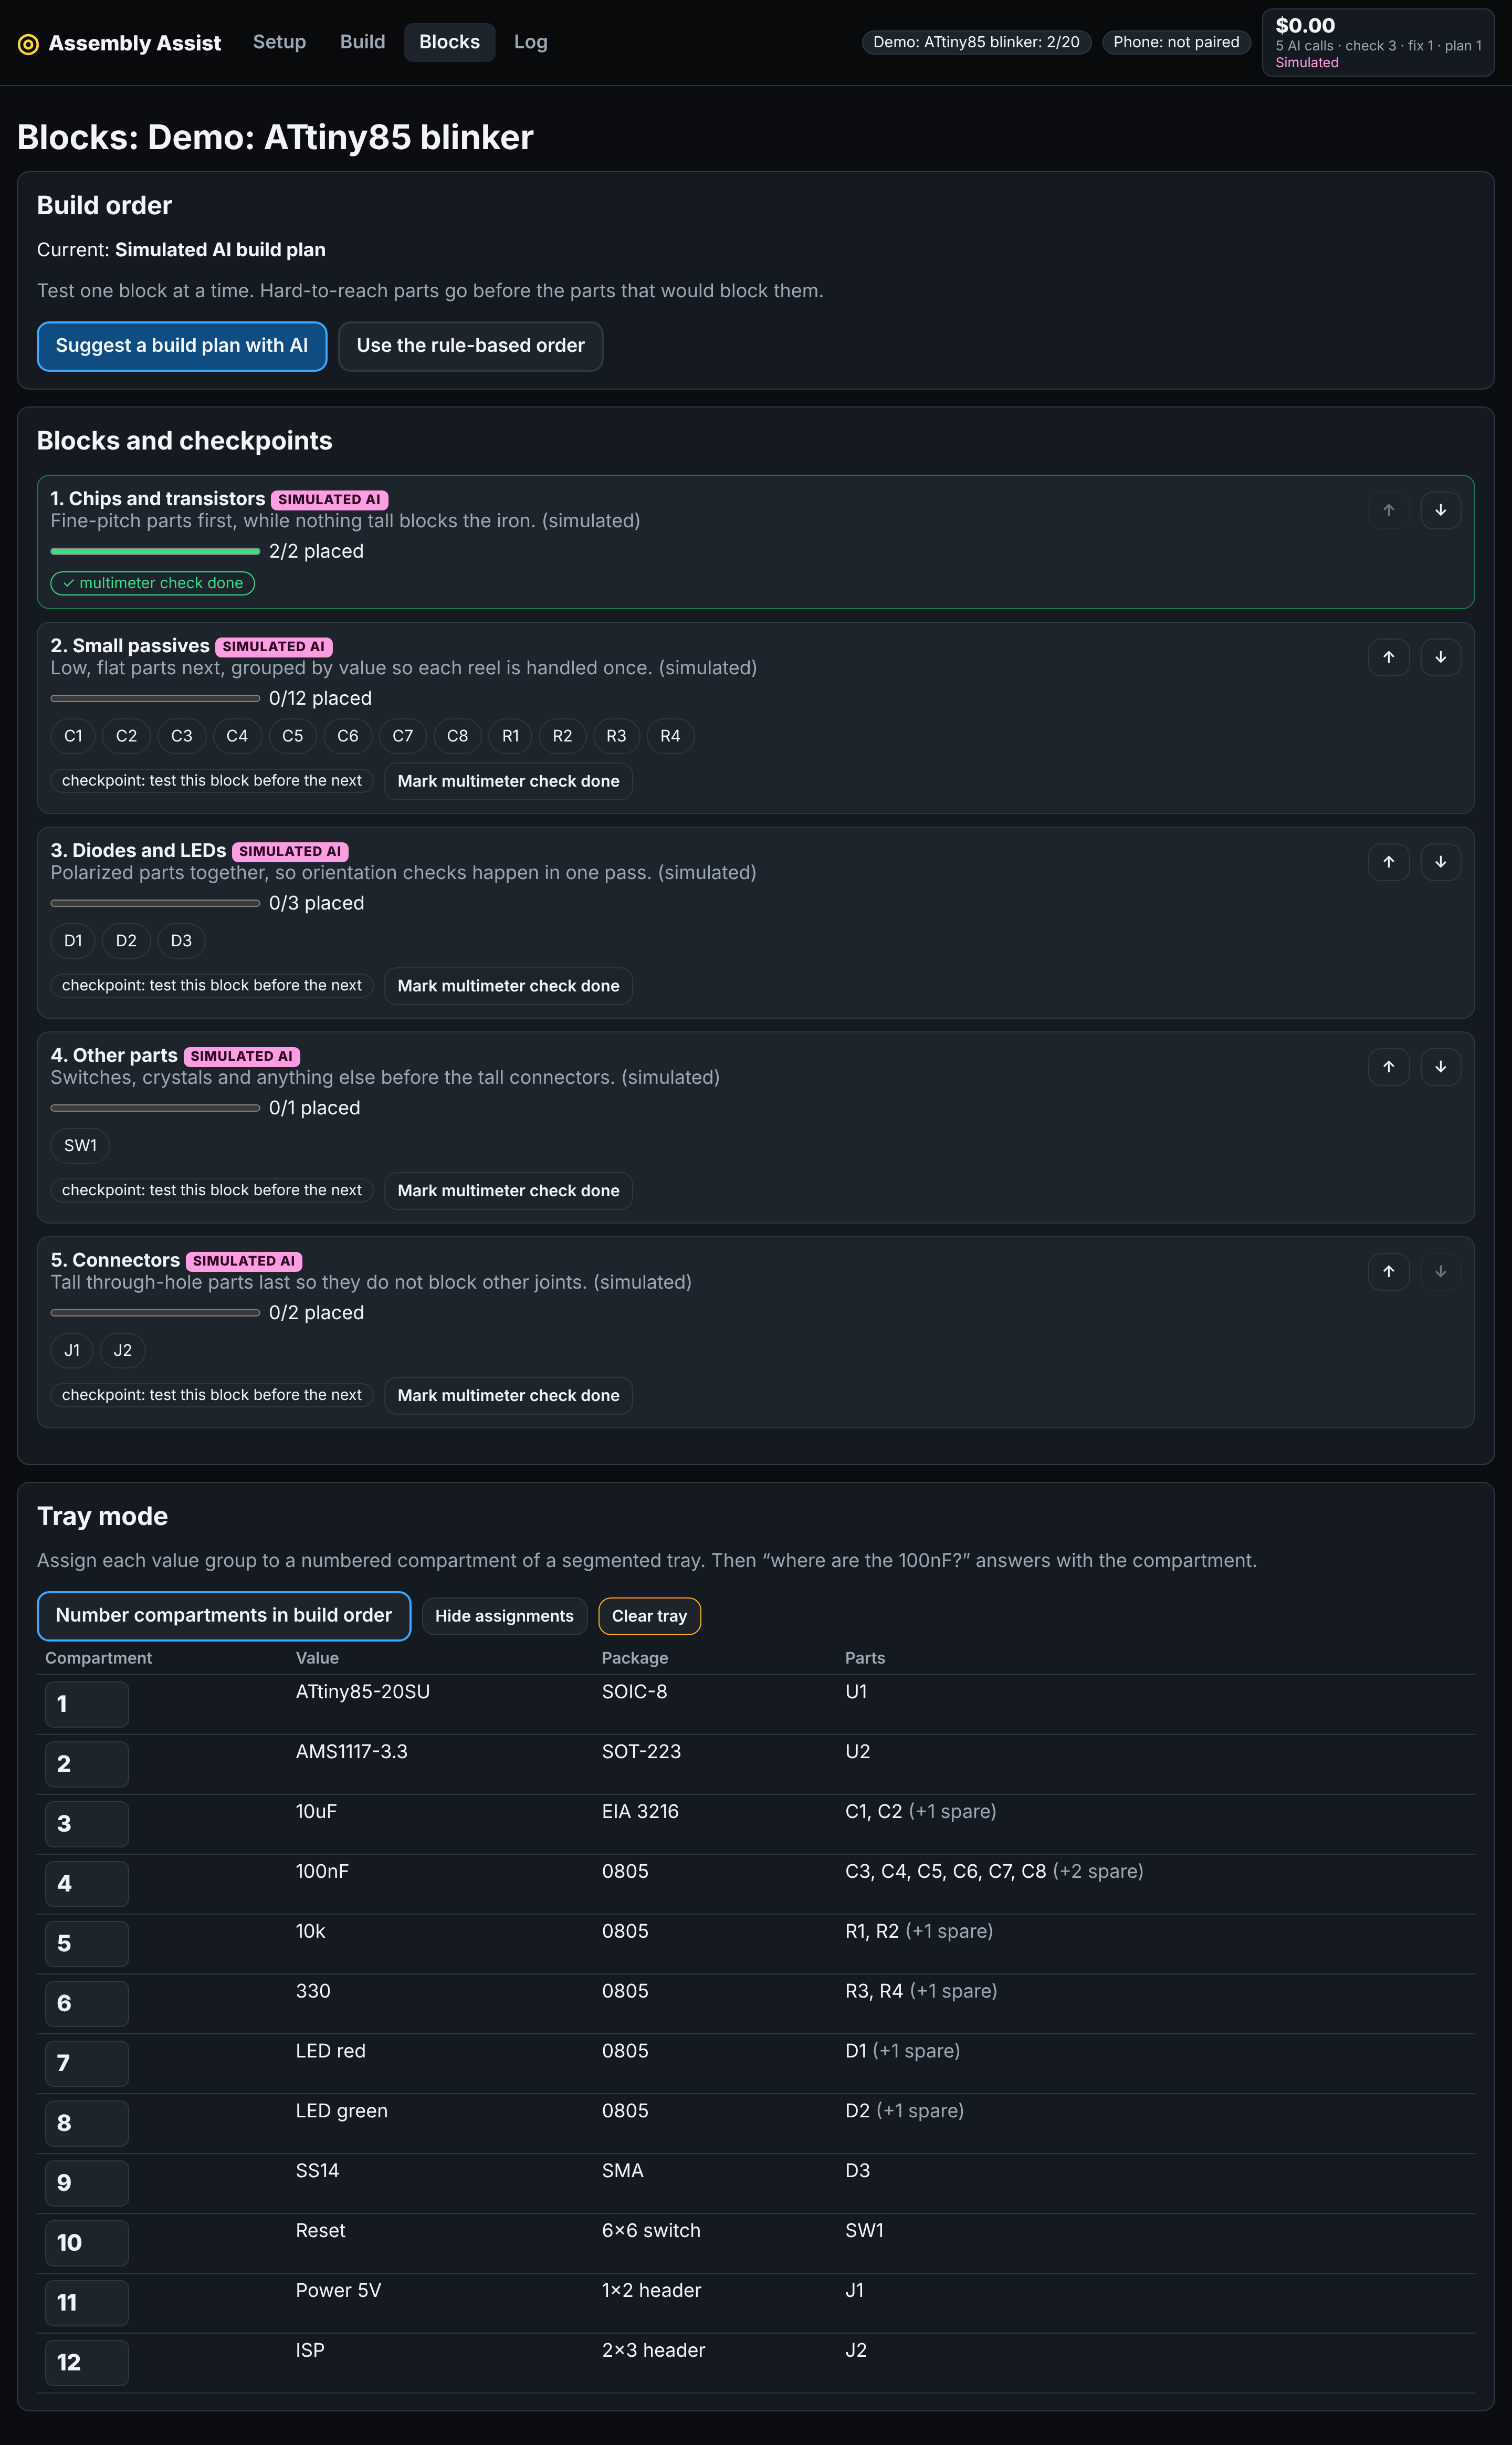 Assembly Assist
Setup
Build
Blocks
Log
Demo: ATtiny85 blinker: 2/20
Phone: not paired
$0.00
5 AI calls · check 3 · fix 1 · plan 1
Simulated
Blocks: Demo: ATtiny85 blinker
Build order
Current: Simulated AI build plan
Test one block at a time. Hard-to-reach parts go before the parts that would block them.
Suggest a build plan with AI
Use the rule-based order
Blocks and checkpoints
1. Chips and transistors SIMULATED AI
Fine-pitch parts first, while nothing tall blocks the iron. (simulated)
2/2 placed
✓ multimeter check done
↑ ↓
2. Small passives SIMULATED AI
Low, flat parts next, grouped by value so each reel is handled once. (simulated)
0/12 placed
C1 C2 C3 C4 C5 C6 C7 C8 R1 R2 R3 R4
checkpoint: test this block before the next
Mark multimeter check done
↑ ↓
3. Diodes and LEDs SIMULATED AI
Polarized parts together, so orientation checks happen in one pass. (simulated)
0/3 placed
D1 D2 D3
checkpoint: test this block before the next
Mark multimeter check done
↑ ↓
4. Other parts SIMULATED AI
Switches, crystals and anything else before the tall connectors. (simulated)
0/1 placed
SW1
checkpoint: test this block before the next
Mark multimeter check done
↑ ↓
5. Connectors SIMULATED AI
Tall through-hole parts last so they do not block other joints. (simulated)
0/2 placed
J1 J2
checkpoint: test this block before the next
Mark multimeter check done
↑ ↓
Tray mode
Assign each value group to a numbered compartment of a segmented tray. Then “where are the 100nF?” answers with the compartment.
Number compartments in build order
Hide assignments
Clear tray
Compartment Value Package Parts
1 ATtiny85-20SU SOIC-8 U1
2 AMS1117-3.3 SOT-223 U2
3 10uF EIA 3216 C1, C2 (+1 spare)
4 100nF 0805 C3, C4, C5, C6, C7, C8 (+2 spare)
5 10k 0805 R1, R2 (+1 spare)
6 330 0805 R3, R4 (+1 spare)
7 LED red 0805 D1 (+1 spare)
8 LED green 0805 D2 (+1 spare)
9 SS14 SMA D3
10 Reset 6×6 switch SW1
11 Power 5V 1×2 header J1
12 ISP 2×3 header J2